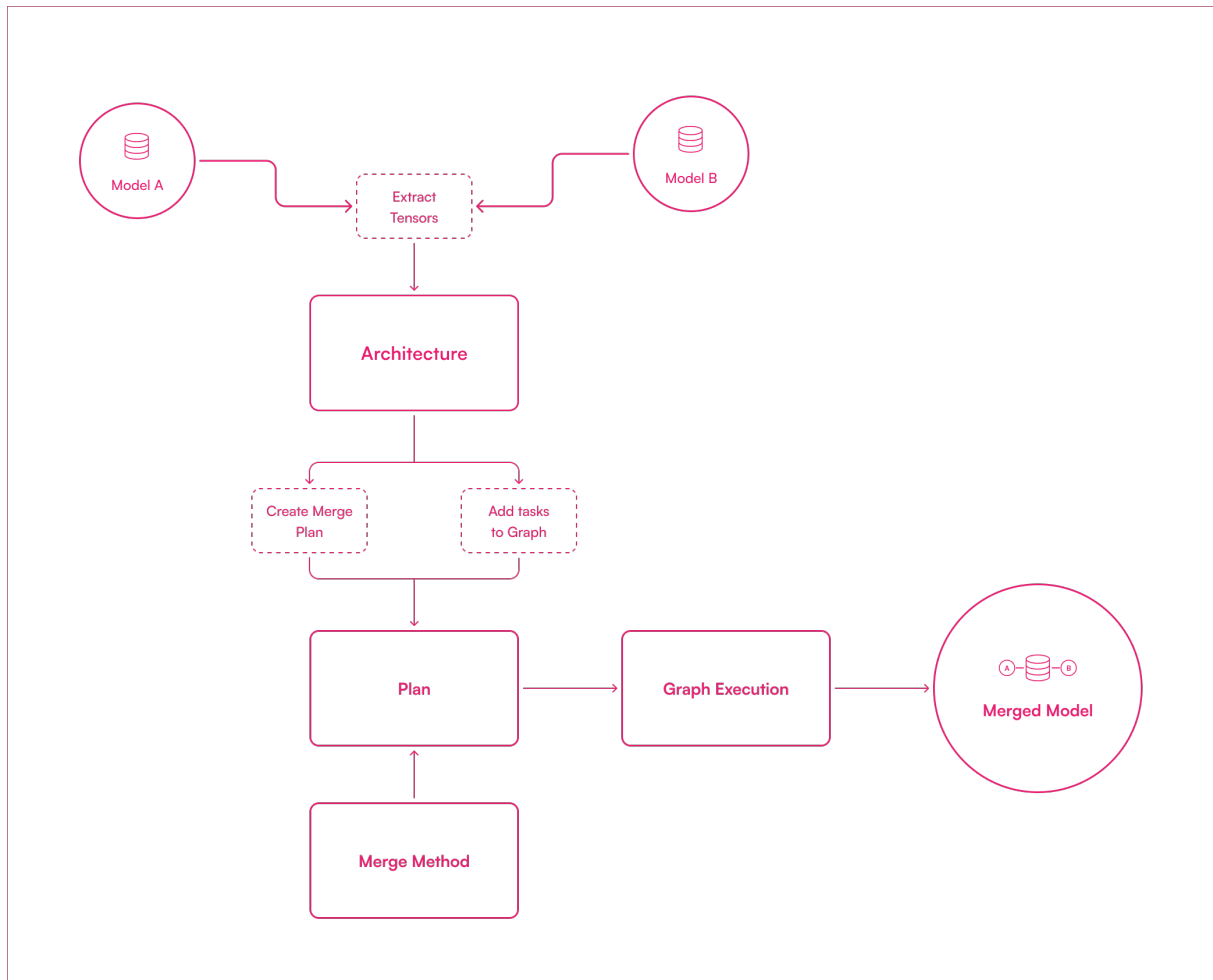 Model A
Model B
Extract
Tensors
Architecture
Create Merge
Plan
Add tasks
to Graph
Plan
Graph Execution
A
B
Merged Model
Merge Method